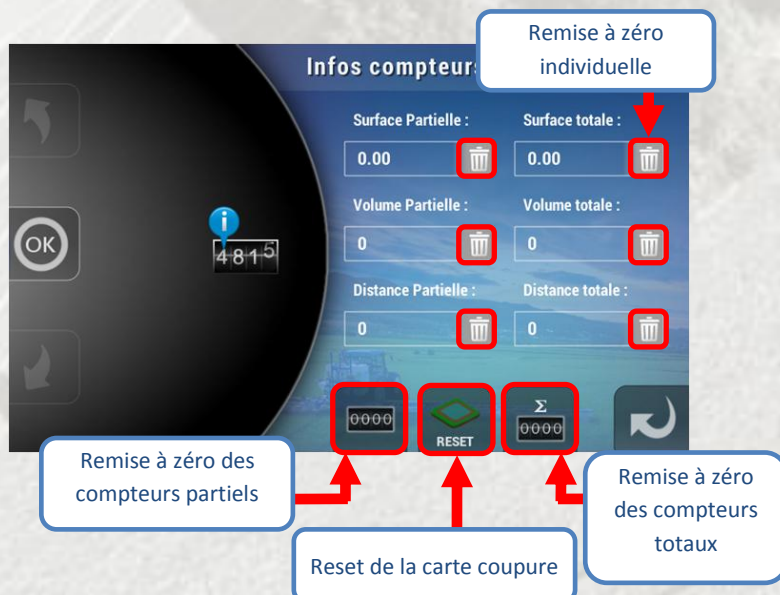 Remise à zéro
individuelle
Infos compteurs
Surface Partielle :
Surface totale :
0.00
0.00
Volume Partielle :
Volume totale :
0
0
OK
4815
Distance Partielle :
Distance totale :
0
0
0000
RESET
Σ
0000
Remise à zéro des
compteurs partiels
Remise à zéro
des compteurs
totaux
Reset de la carte coupure